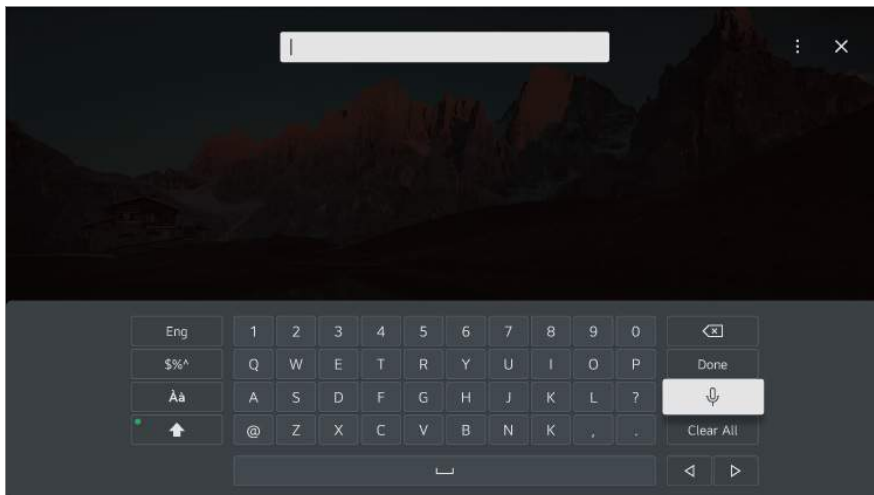 Eng 1 2 3 4 5 6 7 8 9 0
$%^ Q W E T R Y U I O P Done
Àà A S D F G H J K L ?
@ Z X C V B N K , . Clear All